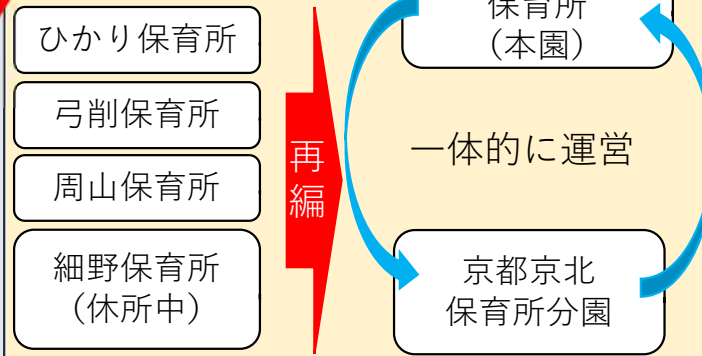 ひかり保育所
弓削保育所
周山保育所
細野保育所
(休所中)
再編
保育所
(本園)
一体的に運営
京都京北
保育所分園